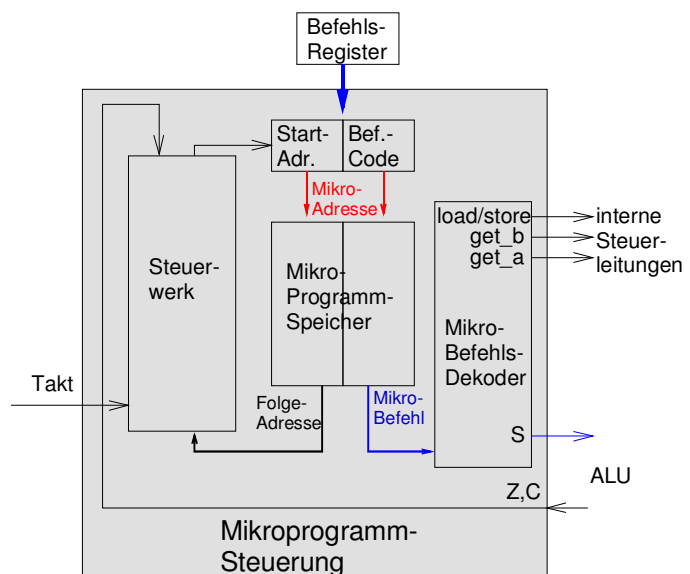 Befehls-
Register
Start-
Adr.
Bef.-
Code
Mikro-
Adresse
load/store
get_b
get_a
interne
Steuer-
leitungen
Steuer-
werk
Mikro-
Programm-
Speicher
Mikro-
Befehls-
Dekoder
Takt
Folge-
Adresse
Mikro-
Befehl
S
ALU
Z,C
Mikroprogramm-
Steuerung